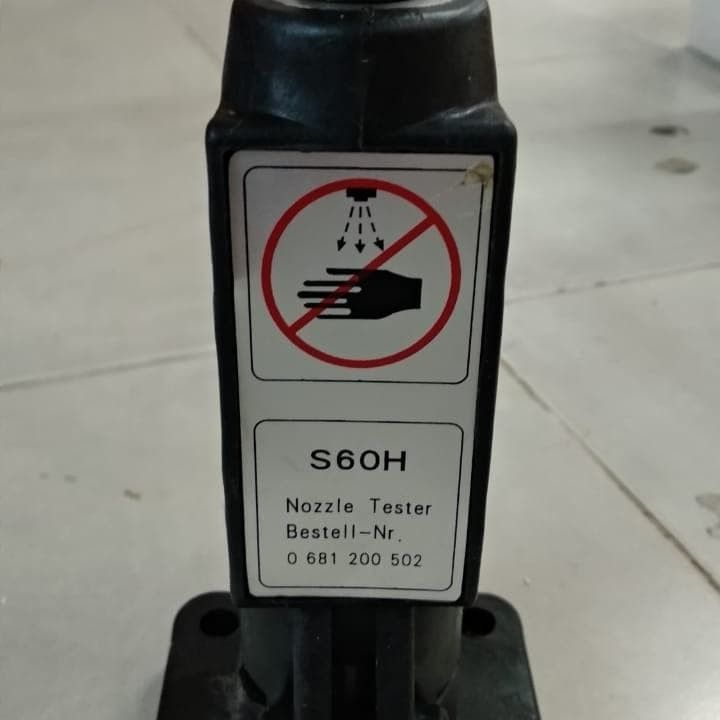 S60H
Nozzle Tester
Bestell-Nr.
0 681 200 502